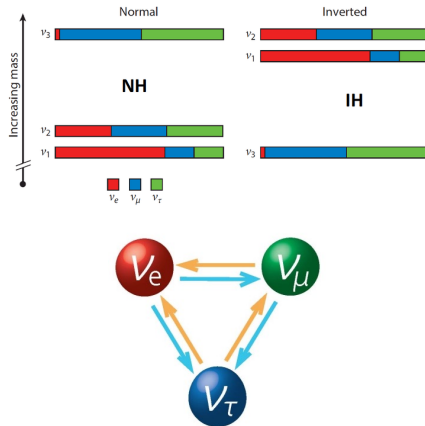 Normal
Inverted
Increasing mass
ν3
ν2
ν1
NH
IH
ν2
ν1
ν3
νe νμ ντ
νe
νμ
ντ